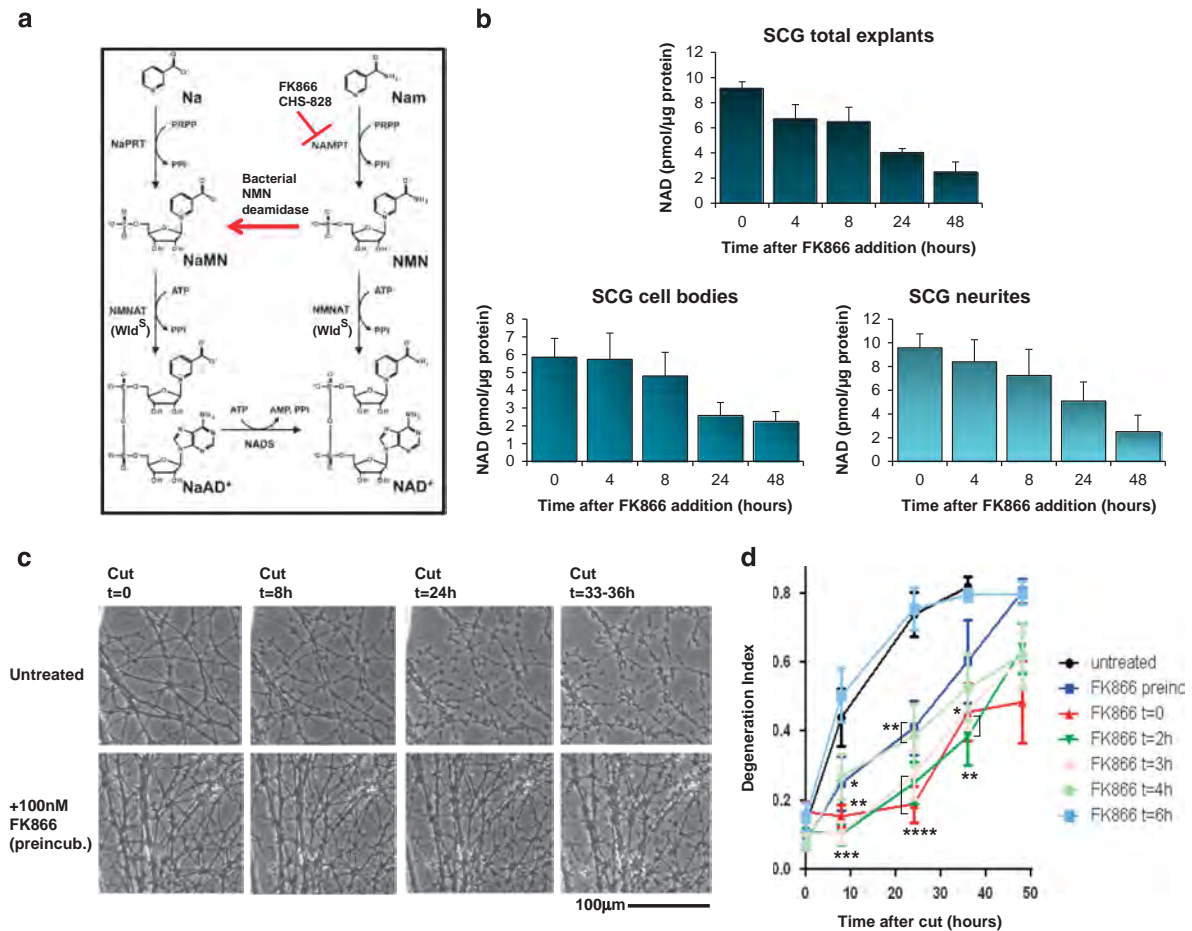 a
Na
Nam
FK866
CHS-828
PRPP
NaPRT
PPi
PRPP
NAMPT
PPi
Bacterial
NMN
deamidase
NaMN
NMN
ATP
NMNAT
(Wld^S)
PPi
ATP
NMNAT
(Wld^S)
PPi
ATP
AMP, PPi
NADS
NaAD+
NAD+
b
SCG total explants
NAD (pmol/µg protein)
12
10
8
6
4
2
0
0 4 8 24 48
Time after FK866 addition (hours)
SCG cell bodies
NAD (pmol/µg protein)
8
7
6
5
4
3
2
1
0
0 4 8 24 48
Time after FK866 addition (hours)
SCG neurites
NAD (pmol/µg protein)
12
10
8
6
4
2
0
0 4 8 24 48
Time after FK866 addition (hours)
c
Cut
t=0
Cut
t=8h
Cut
t=24h
Cut
t=33-36h
Untreated
+100nM
FK866
(preincub.)
100µm
d
Degeneration Index
0.8
0.6
0.4
0.2
0.0
**
*
*
**
**
****
***
0 10 20 30 40 50
Time after cut (hours)
untreated
FK866 preinc
FK866 t=0
FK866 t=2h
FK866 t=3h
FK866 t=4h
FK866 t=6h